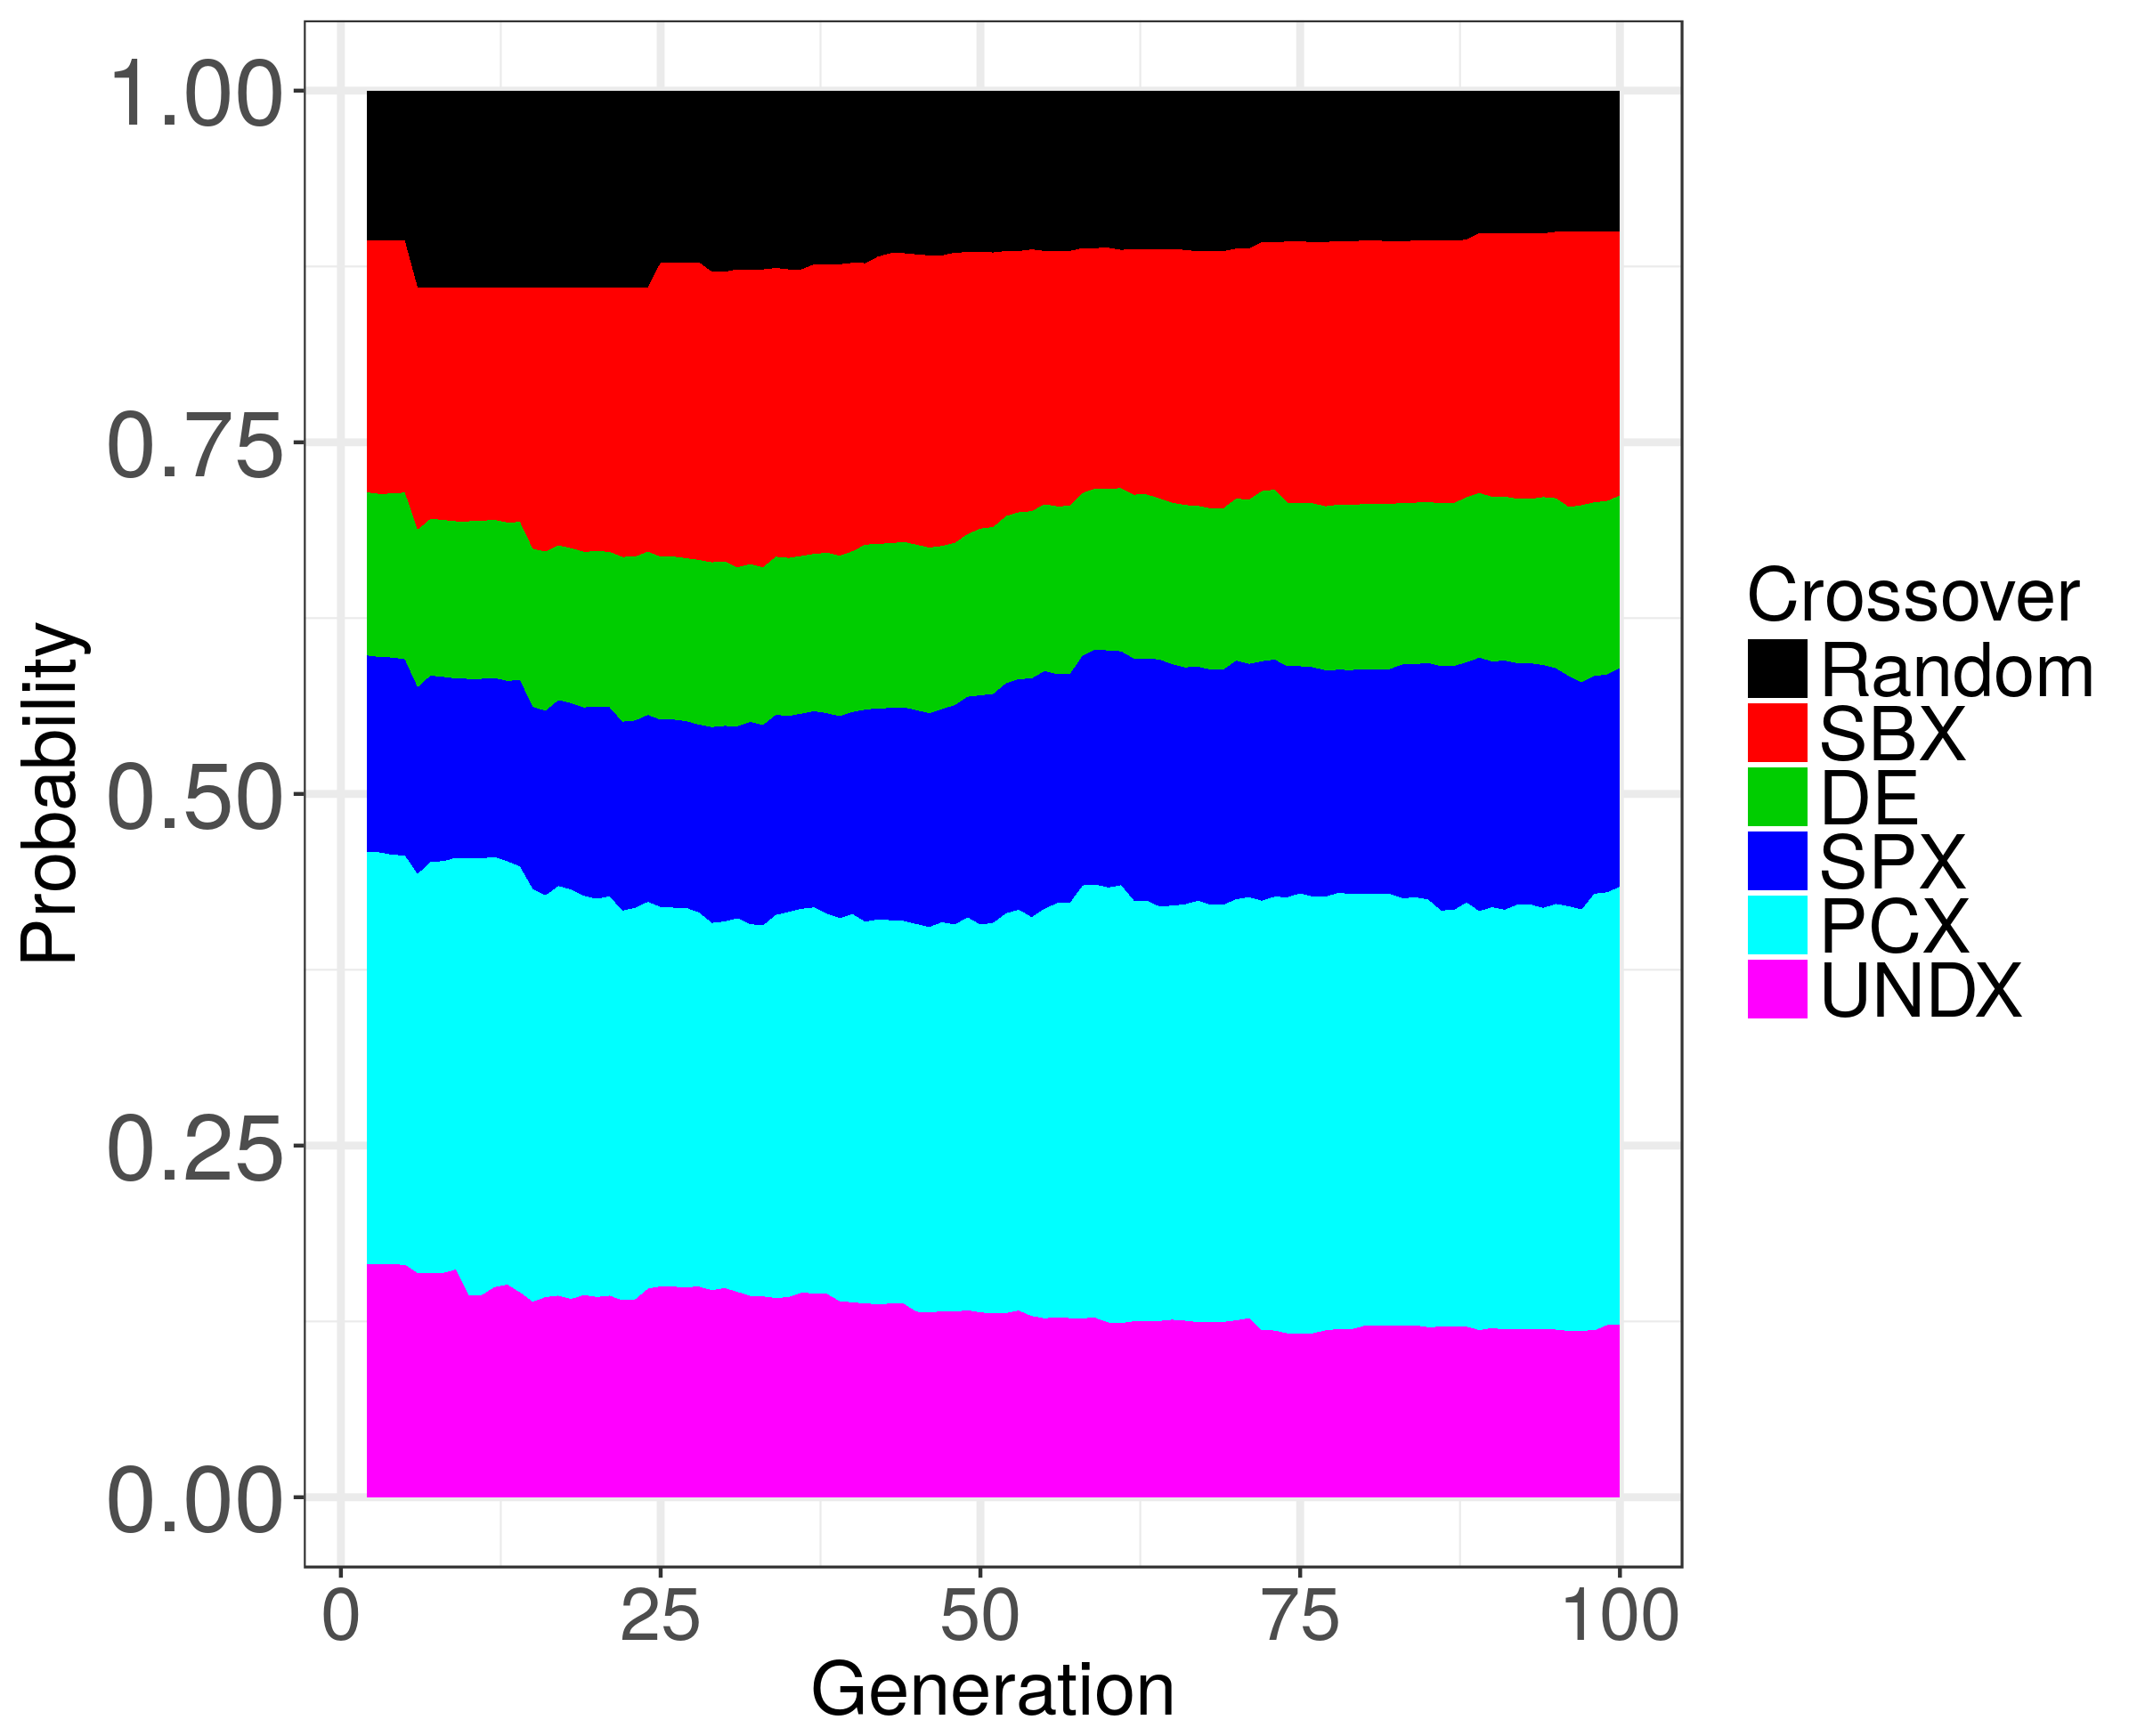 Probability
1.00
0.75
0.50
0.25
0.00
0 25 50 75 100
Generation
Crossover
Random
SBX
DE
SPX
PCX
UNDX